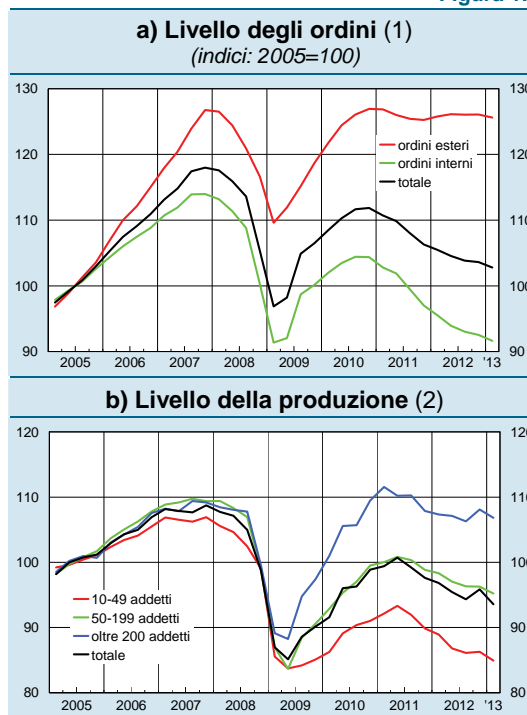 a) Livello degli ordini (1)
(indici: 2005=100)
130 130
120 120
110 110
100 100
90 90
ordini esteri
ordini interni
totale
2005 2006 2007 2008 2009 2010 2011 2012 '13
b) Livello della produzione (2)
120 120
110 110
100 100
90 90
80 80
10-49 addetti
50-199 addetti
oltre 200 addetti
totale
2005 2006 2007 2008 2009 2010 2011 2012 '13